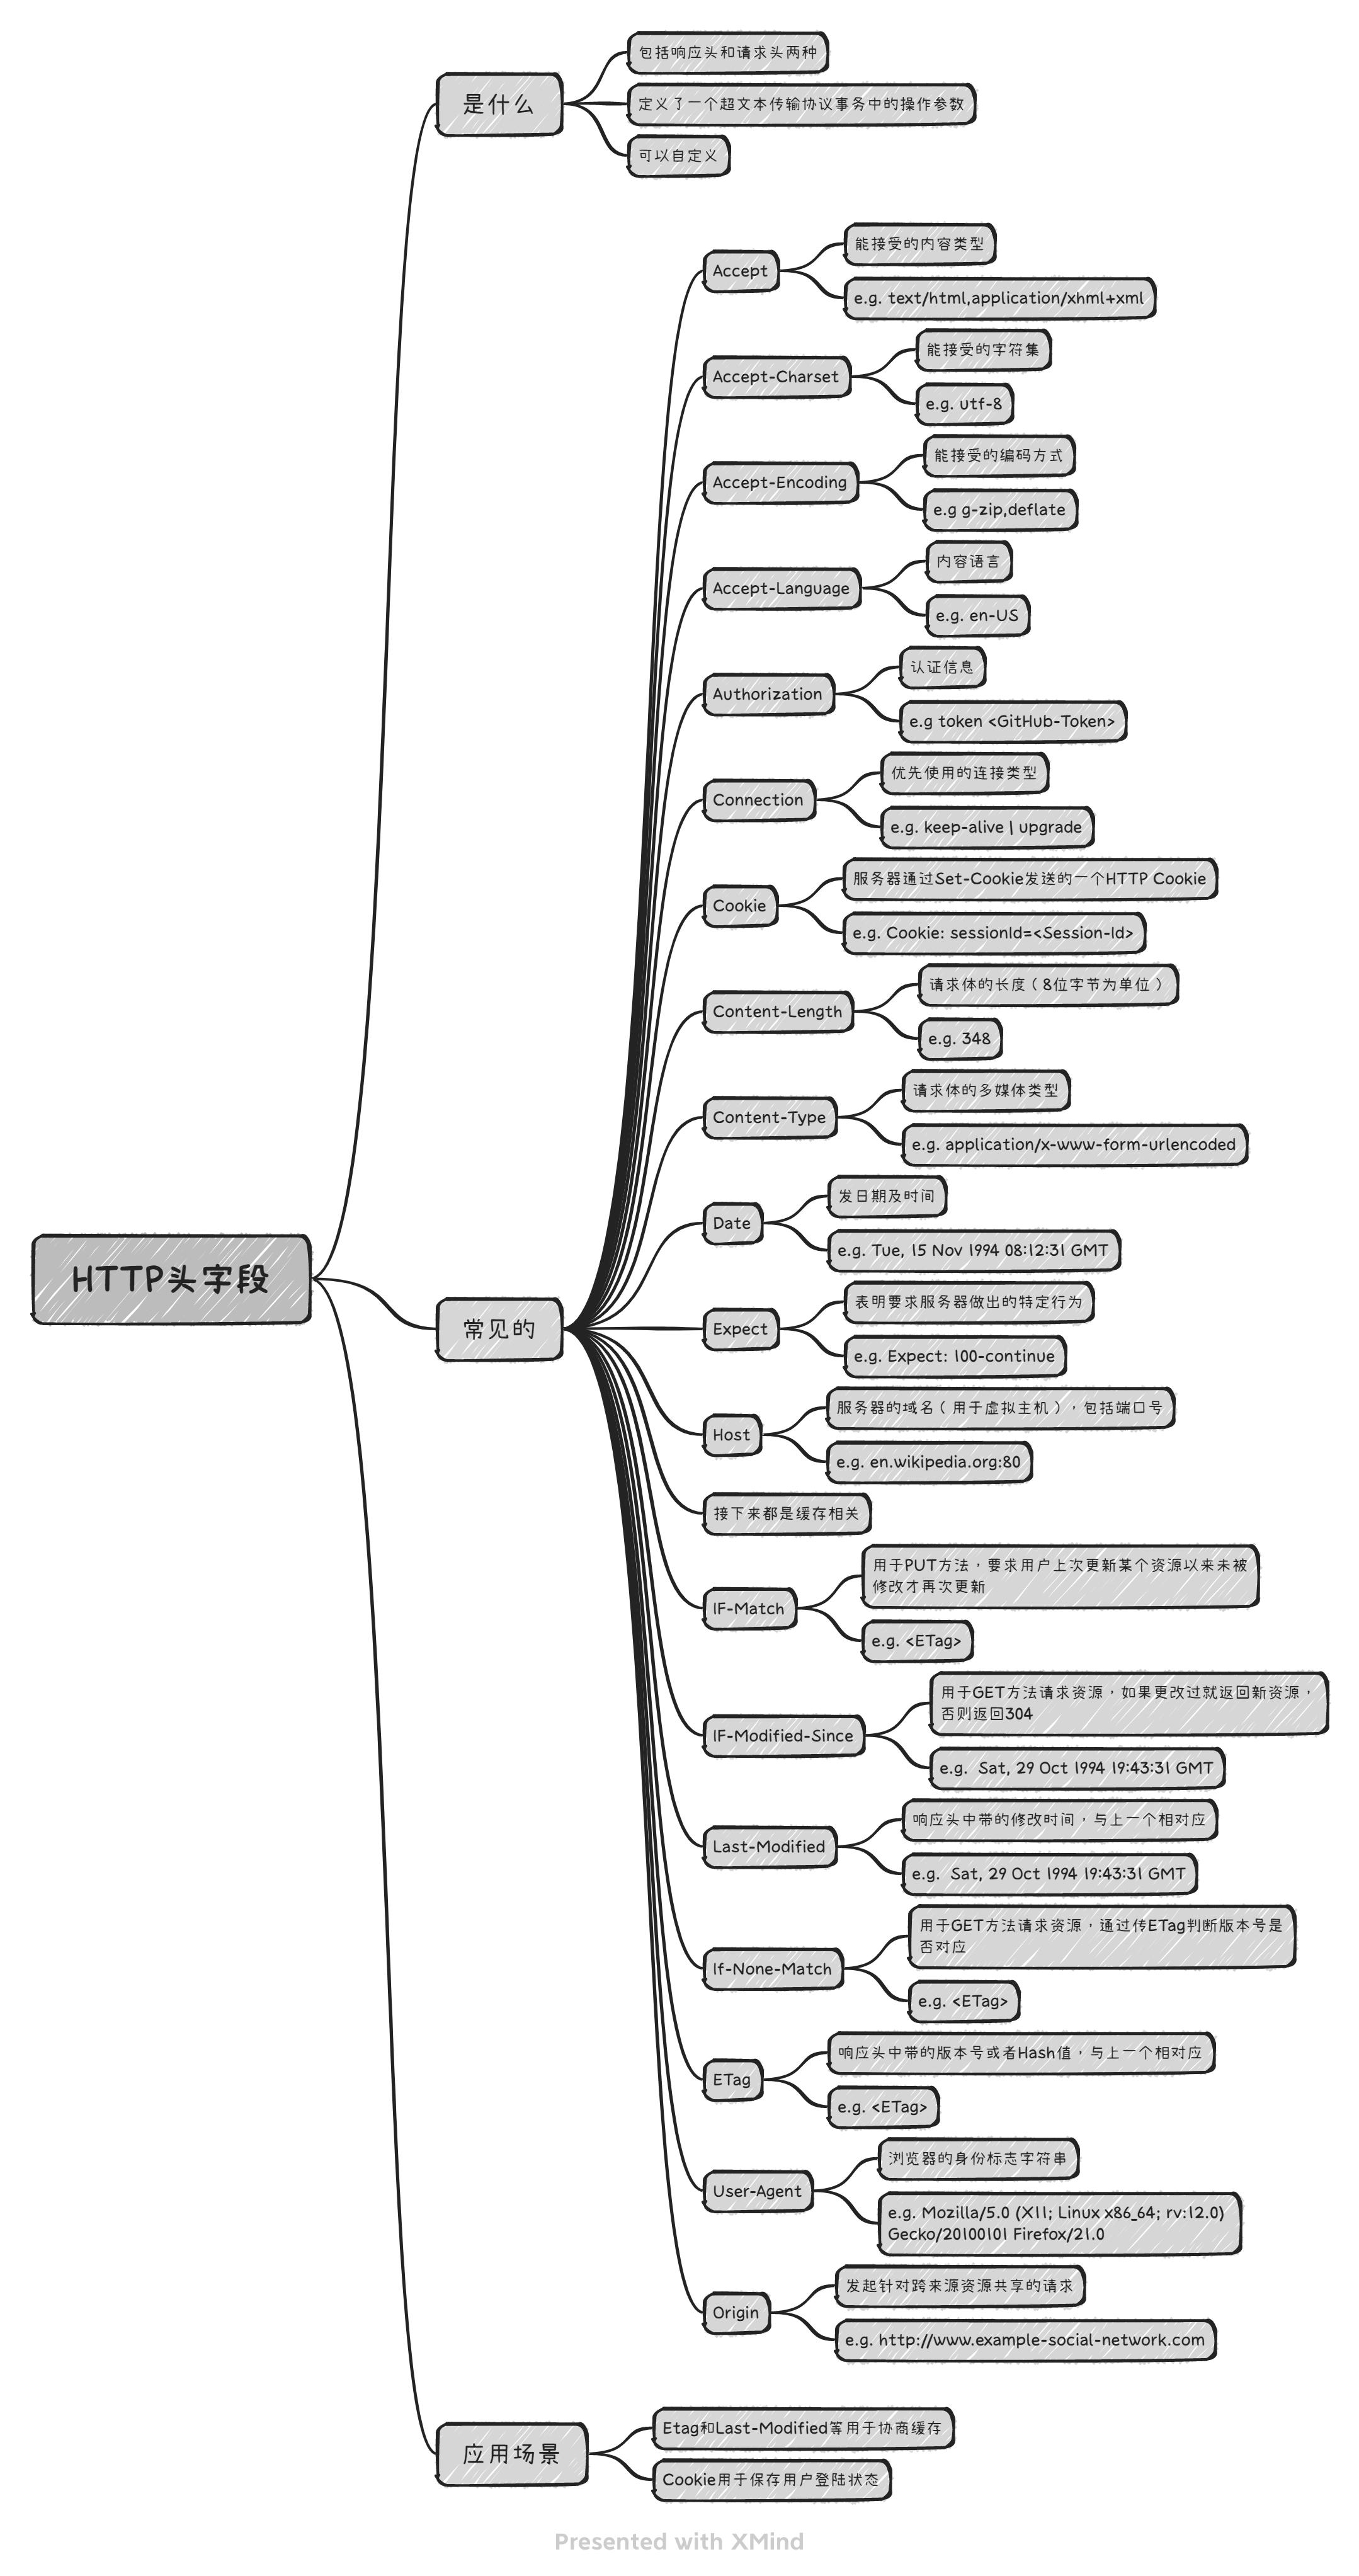 是什么
包括响应头和请求头两种
定义了一个超文本传输协议事务中的操作参数
可以自定义
HTTP头字段
常见的
Accept
能接受的内容类型
e.g. text/html,application/xhml+xml
Accept-Charset
能接受的字符集
e.g. utf-8
Accept-Encoding
能接受的编码方式
e.g g-zip,deflate
Accept-Language
内容语言
e.g. en-US
Authorization
认证信息
e.g token <GitHub-Token>
Connection
优先使用的连接类型
e.g. keep-alive | upgrade
Cookie
服务器通过Set-Cookie发送的一个HTTP Cookie
e.g. Cookie: sessionId=<Session-Id>
Content-Length
请求体的长度（8位字节为单位）
e.g. 348
Content-Type
请求体的多媒体类型
e.g. application/x-www-form-urlencoded
Date
发日期及时间
e.g. Tue, 15 Nov 1994 08:12:31 GMT
Expect
表明要求服务器做出的特定行为
e.g. Expect: 100-continue
Host
服务器的域名（用于虚拟主机），包括端口号
e.g. en.wikipedia.org:80
接下来都是缓存相关
IF-Match
用于PUT方法，要求用户上次更新某个资源以来未被
修改才再次更新
e.g. <ETag>
IF-Modified-Since
用于GET方法请求资源，如果更改过就返回新资源，
否则返回304
e.g.  Sat, 29 Oct 1994 19:43:31 GMT
Last-Modified
响应头中带的修改时间，与上一个相对应
e.g.  Sat, 29 Oct 1994 19:43:31 GMT
If-None-Match
用于GET方法请求资源，通过传ETag判断版本号是
否对应
e.g. <ETag>
ETag
响应头中带的版本号或者Hash值，与上一个相对应
e.g. <ETag>
User-Agent
浏览器的身份标志字符串
e.g. Mozilla/5.0 (X11; Linux x86_64; rv:12.0)
Gecko/20100101 Firefox/21.0
Origin
发起针对跨来源资源共享的请求
e.g. http://www.example-social-network.com
应用场景
Etag和Last-Modified等用于协商缓存
Cookie用于保存用户登陆状态
Presented with XMind